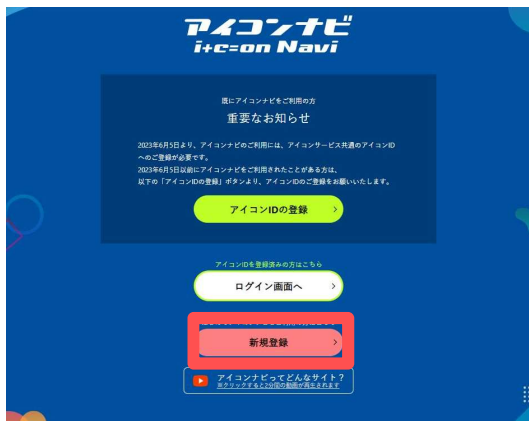 アイコンナビ
i+c=on Navi
既にアイコンナビをご利用の方
重要なお知らせ
2023年6月5日より、アイコンナビのご利用には、アイコンサービス共通のアイコンID
へのご登録が必要です。
2023年6月5日以前にアイコンナビをご利用されたことがある方は、
以下の「アイコンIDの登録」ボタンより、アイコンIDのご登録をお願いいたします。
アイコンIDの登録
アイコンIDを登録済みの方はこちら
ログイン画面へ
新規登録
アイコンナビってどんなサイト？
※クリックすると2分間の動画が再生されます